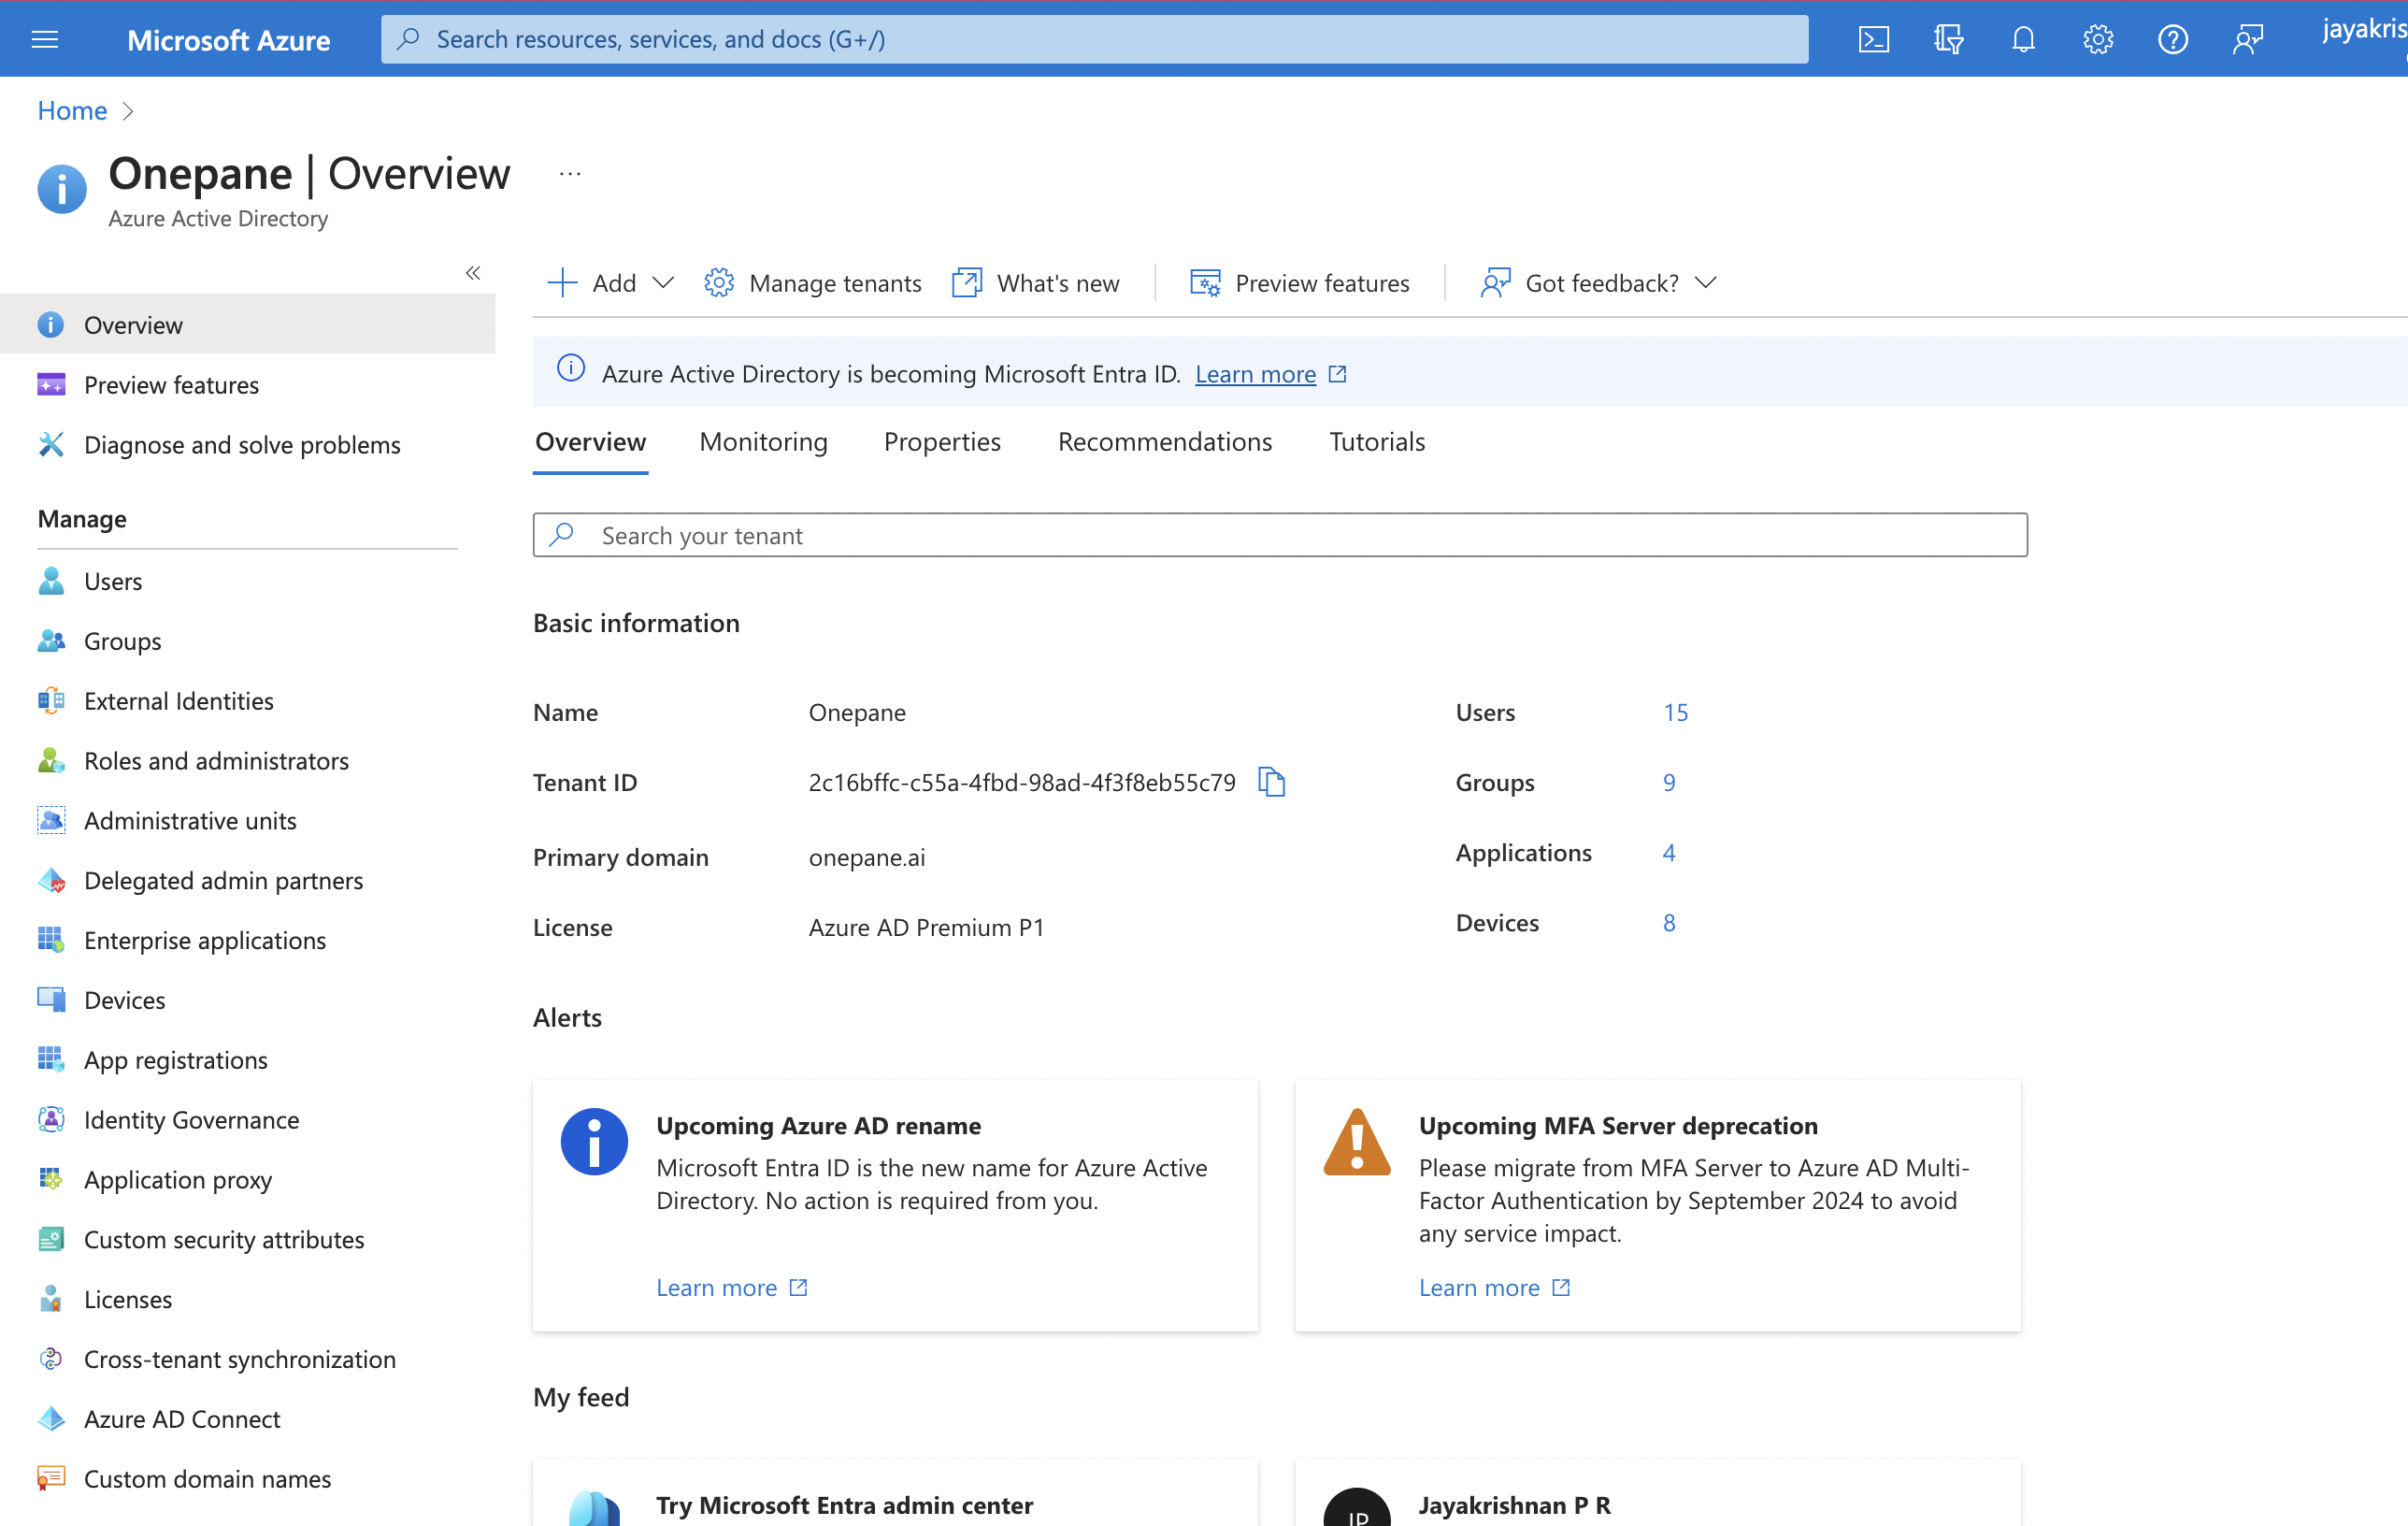 Microsoft Azure
Search resources, services, and docs (G+/)
Home
Onepane | Overview
Azure Active Directory
Overview
Preview features
Diagnose and solve problems
Manage
Users
Groups
External Identities
Roles and administrators
Administrative units
Delegated admin partners
Enterprise applications
Devices
App registrations
Identity Governance
Application proxy
Custom security attributes
Licenses
Cross-tenant synchronization
Azure AD Connect
Custom domain names
Add
Manage tenants
What's new
Preview features
Got feedback?
Azure Active Directory is becoming Microsoft Entra ID. Learn more
Overview
Monitoring
Properties
Recommendations
Tutorials
Search your tenant
Basic information
Name Onepane
Tenant ID 2c16bffc-c55a-4fbd-98ad-4f3f8eb55c79
Primary domain onepane.ai
License Azure AD Premium P1
Users 15
Groups 9
Applications 4
Devices 8
Alerts
Upcoming Azure AD rename
Microsoft Entra ID is the new name for Azure Active
Directory. No action is required from you.
Learn more
Upcoming MFA Server deprecation
Please migrate from MFA Server to Azure AD Multi-
Factor Authentication by September 2024 to avoid
any service impact.
Learn more
My feed
Try Microsoft Entra admin center
JP
Jayakrishnan P R